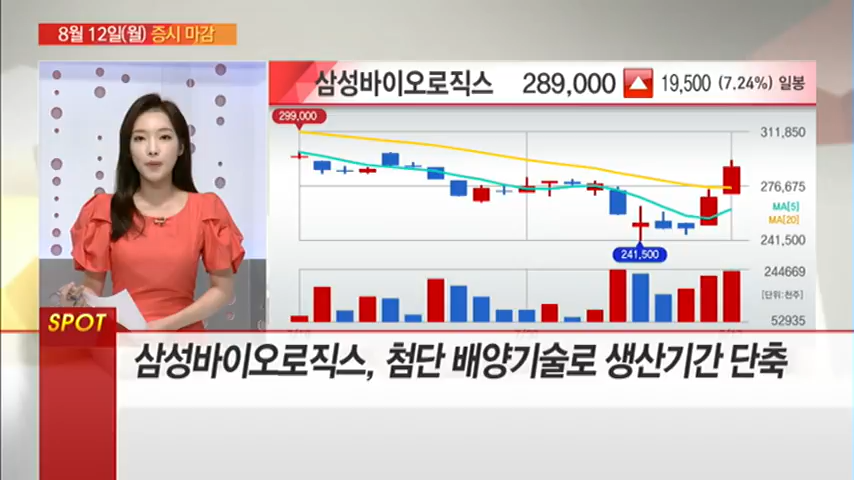 8월 12일(월) 증시 마감
삼성바이오로직스 289,000 19,500 (7.24%) 일봉
299,000
311,850
276,675
MA[5]
MA[20]
241,500
241,500
244669
[단위:천주]
52935
SPOT
삼성바이오로직스, 첨단 배양기술로 생산기간 단축